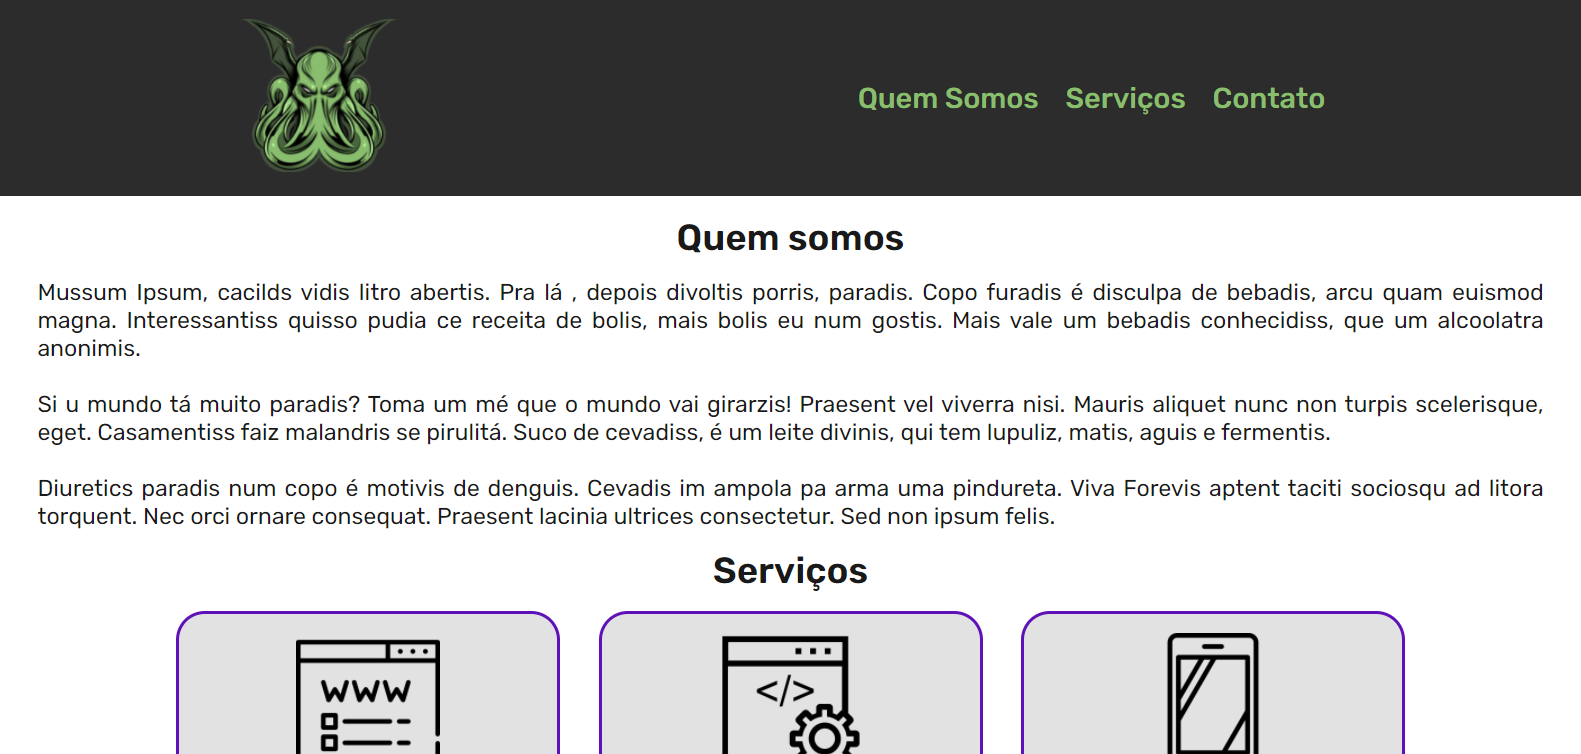 Quem Somos Serviços Contato
Quem somos
Mussum Ipsum, cacilds vidis litro abertis. Pra lá , depois divoltis porris, paradis. Copo furadis é disculpa de bebadis, arcu quam euismod
magna. Interessantiss quisso pudia ce receita de bolis, mais bolis eu num gostis. Mais vale um bebadis conhecidiss, que um alcoolatra
anonimis.
Si u mundo tá muito paradis? Toma um mé que o mundo vai girarzis! Praesent vel viverra nisi. Mauris aliquet nunc non turpis scelerisque,
eget. Casamentiss faiz malandris se pirulitá. Suco de cevadiss, é um leite divinis, qui tem lupuliz, matis, aguis e fermentis.
Diuretics paradis num copo é motivis de denguis. Cevadis im ampola pa arma uma pindureta. Viva Forevis aptent taciti sociosqu ad litora
torquent. Nec orci ornare consequat. Praesent lacinia ultrices consectetur. Sed non ipsum felis.
Serviços
WWW
</>